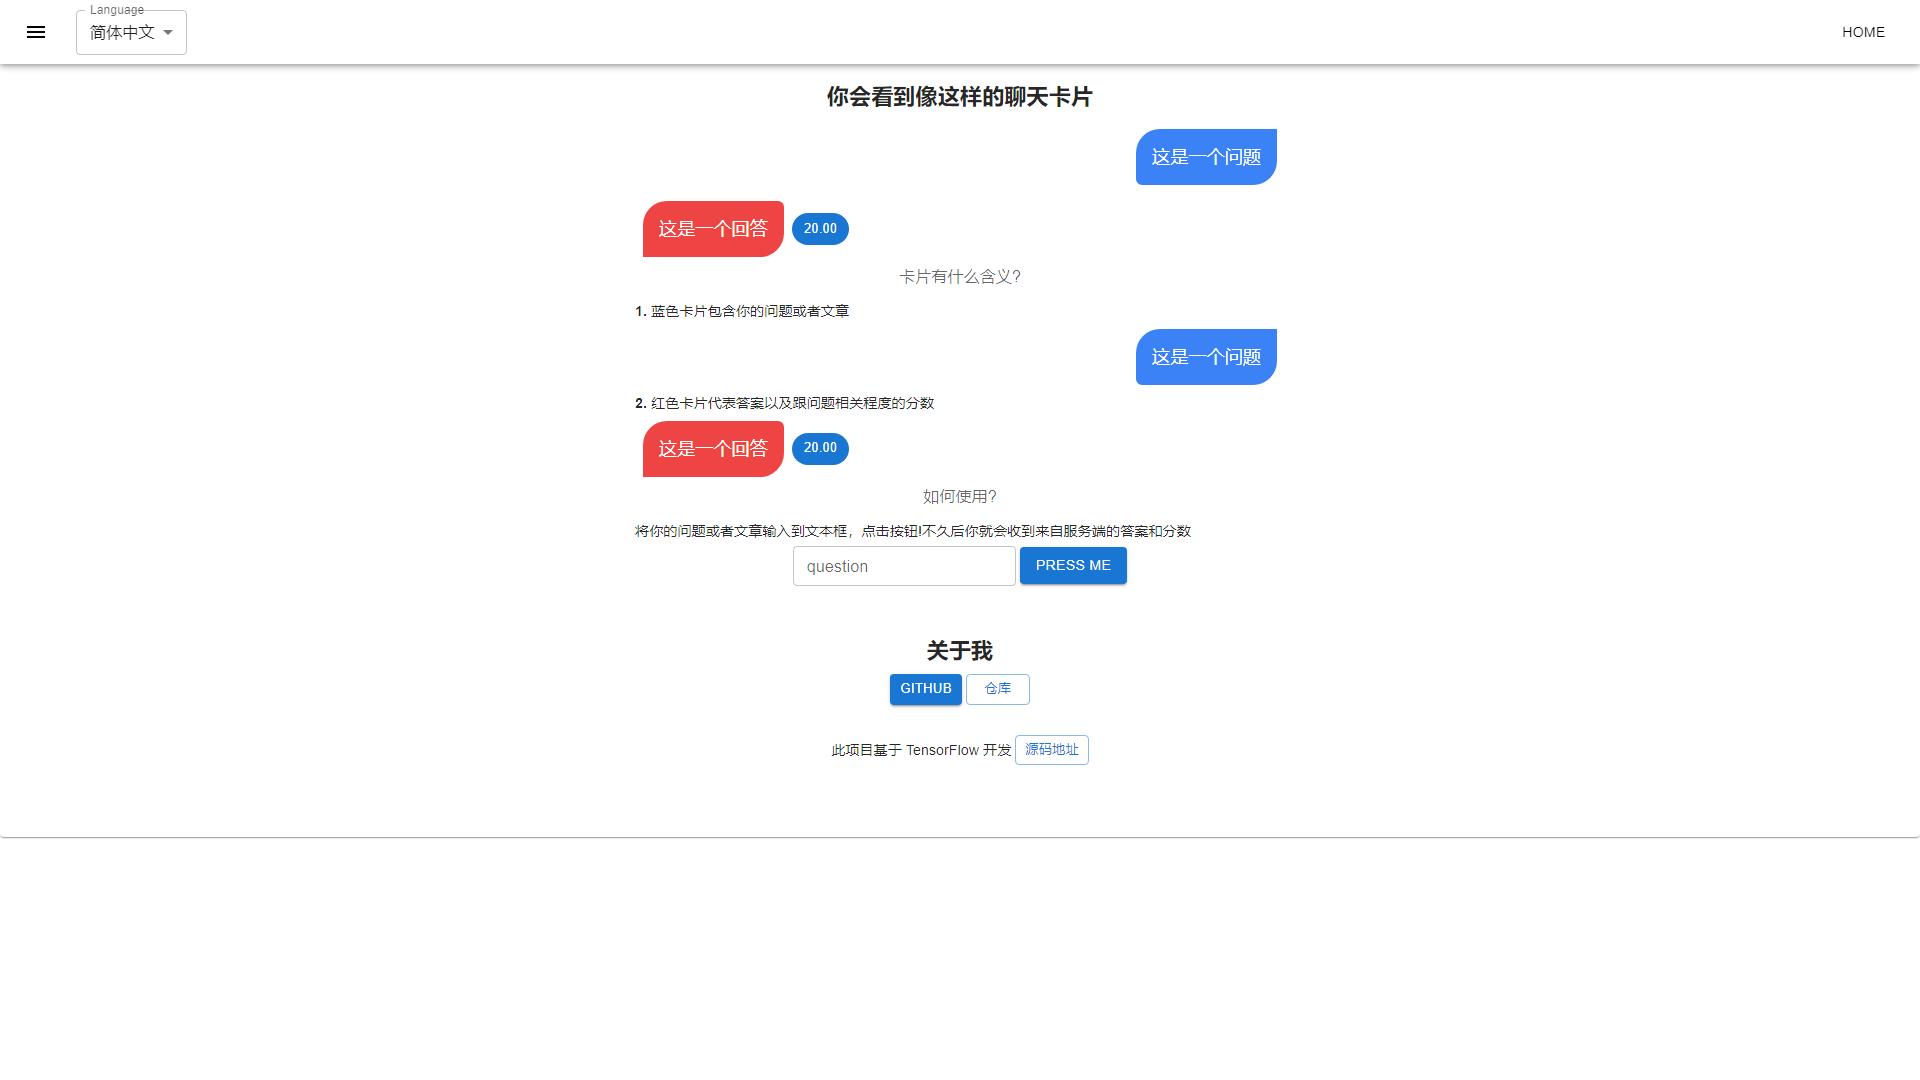 Language
简体中文
HOME
你会看到像这样的聊天卡片
这是一个问题
这是一个回答 20.00
卡片有什么含义?
1. 蓝色卡片包含你的问题或者文章
这是一个问题
2. 红色卡片代表答案以及跟问题相关程度的分数
这是一个回答 20.00
如何使用?
将你的问题或者文章输入到文本框，点击按钮!不久后你就会收到来自服务端的答案和分数
question PRESS ME
关于我
GITHUB 仓库
此项目基于 TensorFlow 开发 源码地址